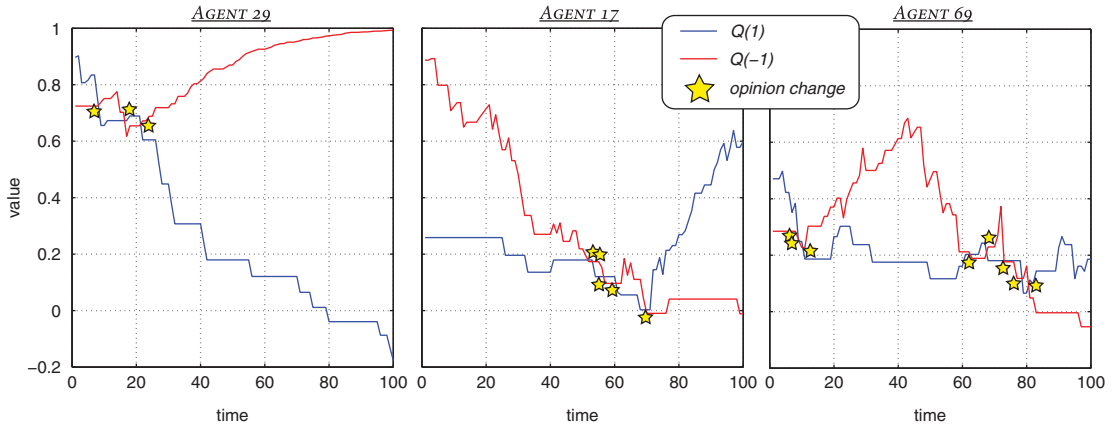 AGENT 29
AGENT 17
AGENT 69
Q(1)
Q(−1)
opinion change
value
1
0.8
0.6
0.4
0.2
0
−0.2
0 20 40 60 80 100
0 20 40 60 80 100
0 20 40 60 80 100
time
time
time